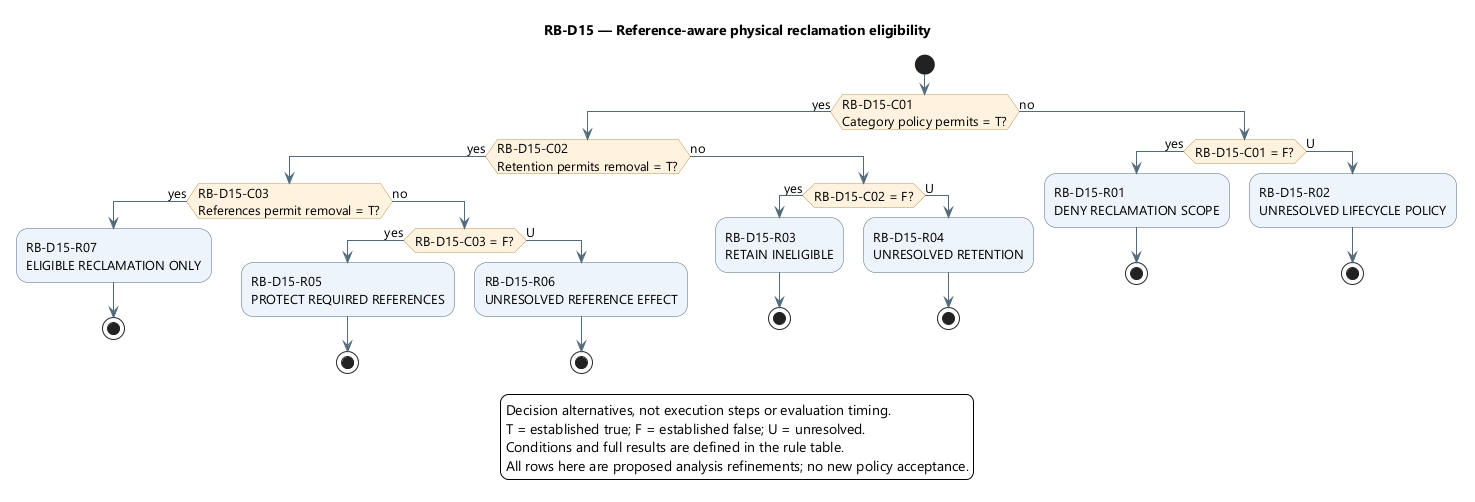 RB-D15 — Reference-aware physical reclamation eligibility
yes
RB-D15-C01
Category policy permits = T?
no
yes
RB-D15-C02
Retention permits removal = T?
no
yes
RB-D15-C01 = F?
U
yes
RB-D15-C03
References permit removal = T?
no
yes
RB-D15-C02 = F?
U
RB-D15-R01
DENY RECLAMATION SCOPE
RB-D15-R02
UNRESOLVED LIFECYCLE POLICY
RB-D15-R07
ELIGIBLE RECLAMATION ONLY
yes
RB-D15-C03 = F?
U
RB-D15-R03
RETAIN INELIGIBLE
RB-D15-R04
UNRESOLVED RETENTION
RB-D15-R05
PROTECT REQUIRED REFERENCES
RB-D15-R06
UNRESOLVED REFERENCE EFFECT
Decision alternatives, not execution steps or evaluation timing.
T = established true; F = established false; U = unresolved.
Conditions and full results are defined in the rule table.
All rows here are proposed analysis refinements; no new policy acceptance.